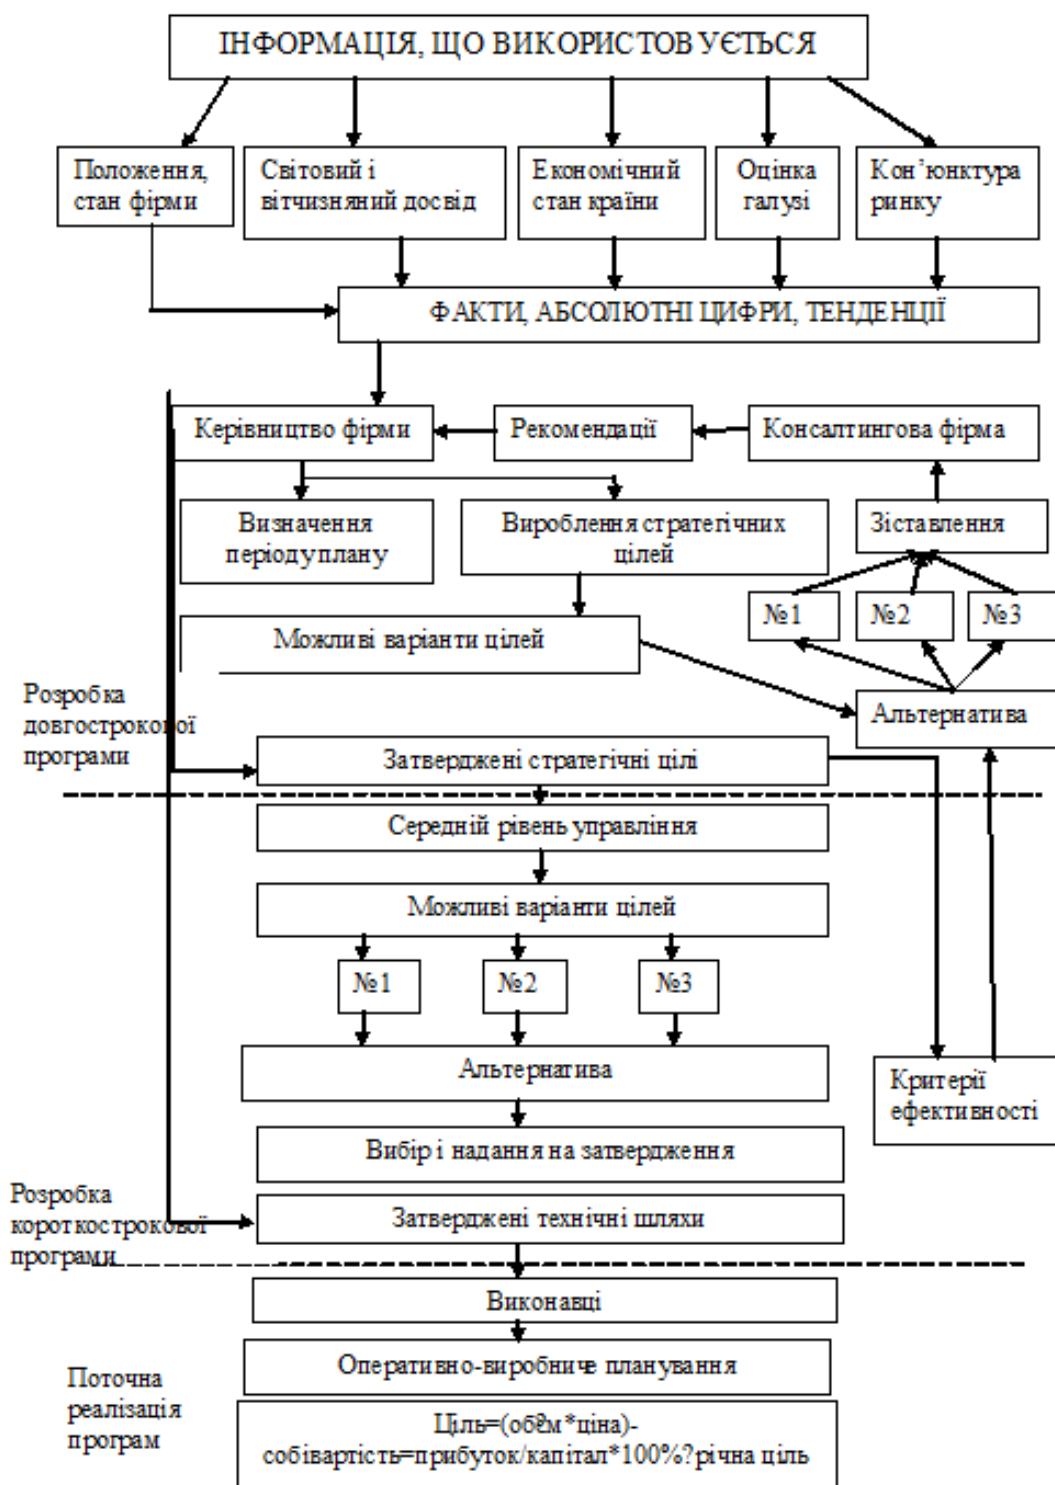 ІНФОРМАЦІЯ, ЩО ВИКОРИСТОВУЄТЬСЯ
Положення,
стан фірми
Світовий і
вітчизняний досвід
Економічний
стан країни
Оцінка
галузі
Кон’юнктура
ринку
ФАКТИ, АБСОЛЮТНІ ЦИФРИ, ТЕНДЕНЦІЇ
Керівництво фірми
Рекомендації
Консалтингова фірма
Визначення
періоду плану
Вироблення стратегічних
цілей
Зіставлення
№1
№2
№3
Можливі варіанти цілей
Альтернатива
Розробка
довгострокової
програми
Затверджені стратегічні цілі
Середній рівень управління
Можливі варіанти цілей
№1
№2
№3
Альтернатива
Критерії
ефективності
Вибір і надання на затвердження
Розробка
короткострокової
програми
Затверджені технічні шляхи
Виконавці
Оперативно-виробниче планування
Поточна
реалізація
програм
Ціль=(об*ціна)-
собівартість=прибуток/капітал*100%?річна ціль